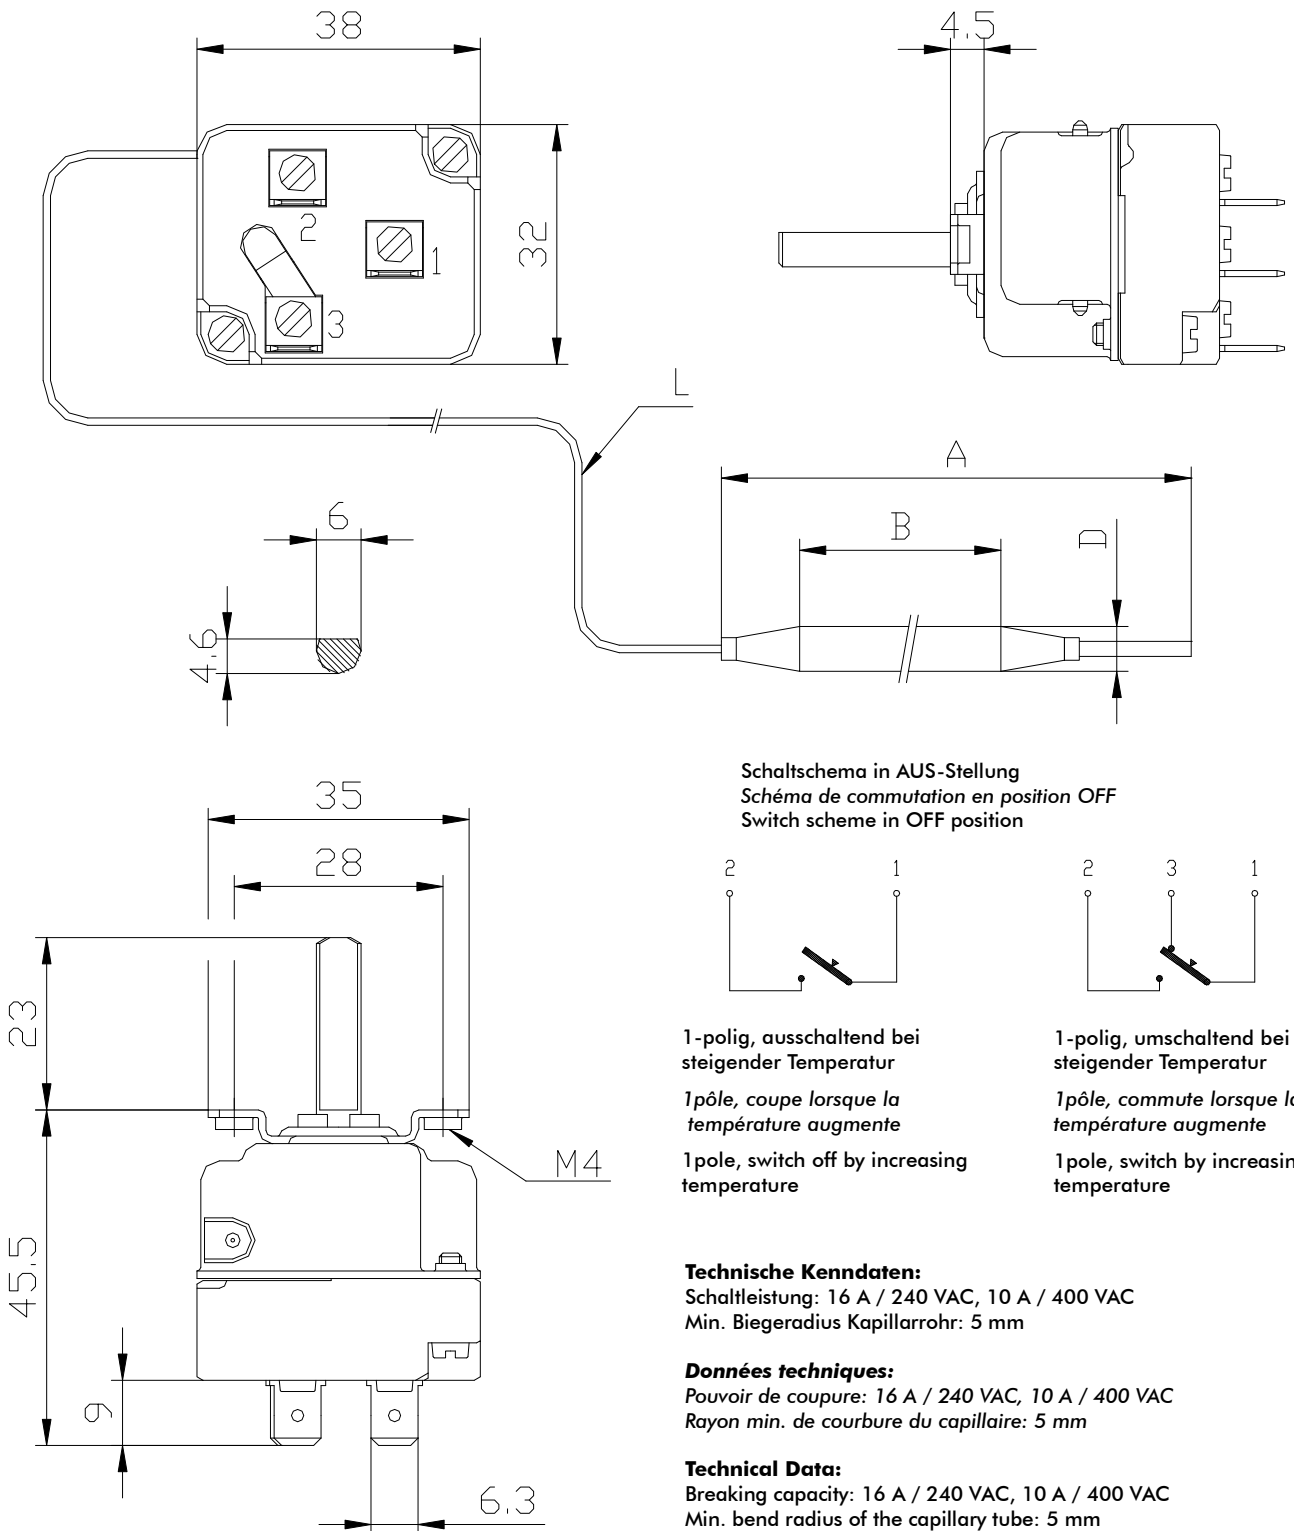 38
4.5
2
1
3
32
L
A
B
D
6
4.6
Schaltschema in AUS-Stellung
Schéma de commutation en position OFF
Switch scheme in OFF position
35
28
23
M4
45.5
9
6.3
2 1
2 3 1
1-polig, ausschaltend bei
steigender Temperatur
1pôle, coupe lorsque la
température augmente
1pole, switch off by increasing
temperature
1-polig, umschaltend bei
steigender Temperatur
1pôle, commute lorsque la
température augmente
1pole, switch by increasin
temperature
Technische Kenndaten:
Schaltleistung: 16 A / 240 VAC, 10 A / 400 VAC
Min. Biegeradius Kapillarrohr: 5 mm
Données techniques:
Pouvoir de coupure: 16 A / 240 VAC, 10 A / 400 VAC
Rayon min. de courbure du capillaire: 5 mm
Technical Data:
Breaking capacity: 16 A / 240 VAC, 10 A / 400 VAC
Min. bend radius of the capillary tube: 5 mm